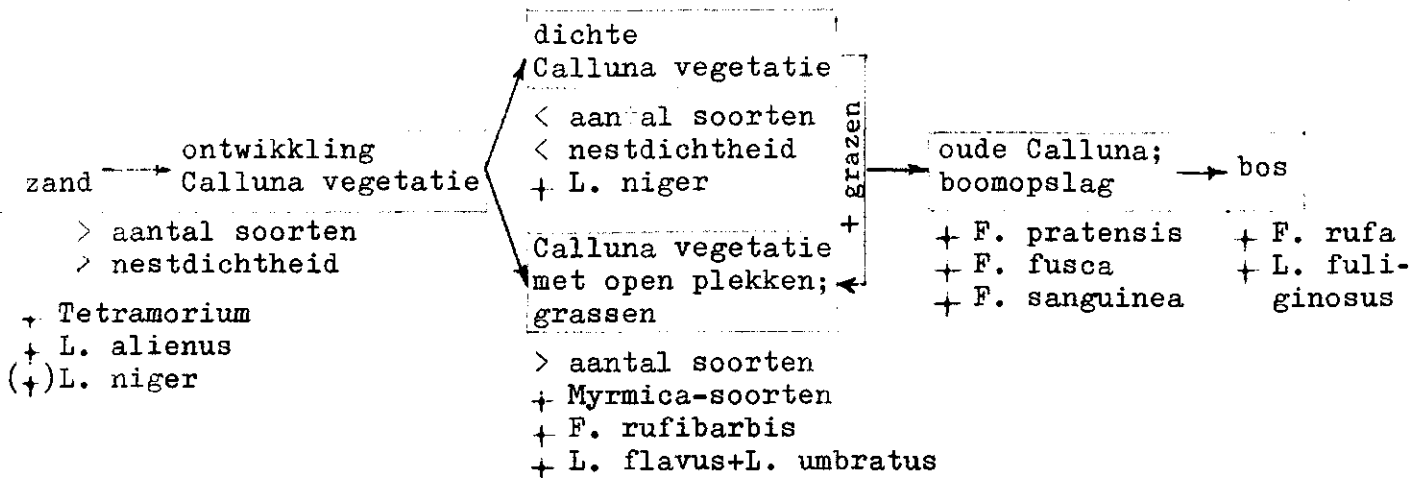 zand
ontwikkling
Calluna vegetatie
> aantal soorten
> nestdichtheid
+ Tetramorium
+ L. alienus
(+)L. niger
dichte
Calluna vegetatie
< aantal soorten
< nestdichtheid
+ L. niger
+ grazen
Calluna vegetatie
met open plekken;
grassen
> aantal soorten
+ Myrmica-soorten
+ F. rufibarbis
+ L. flavus+L. umbratus
oude Calluna;
boomopslag
+ F. pratensis
+ F. fusca
+ F. sanguinea
bos
+ F. rufa
+ L. fuli-
ginosus